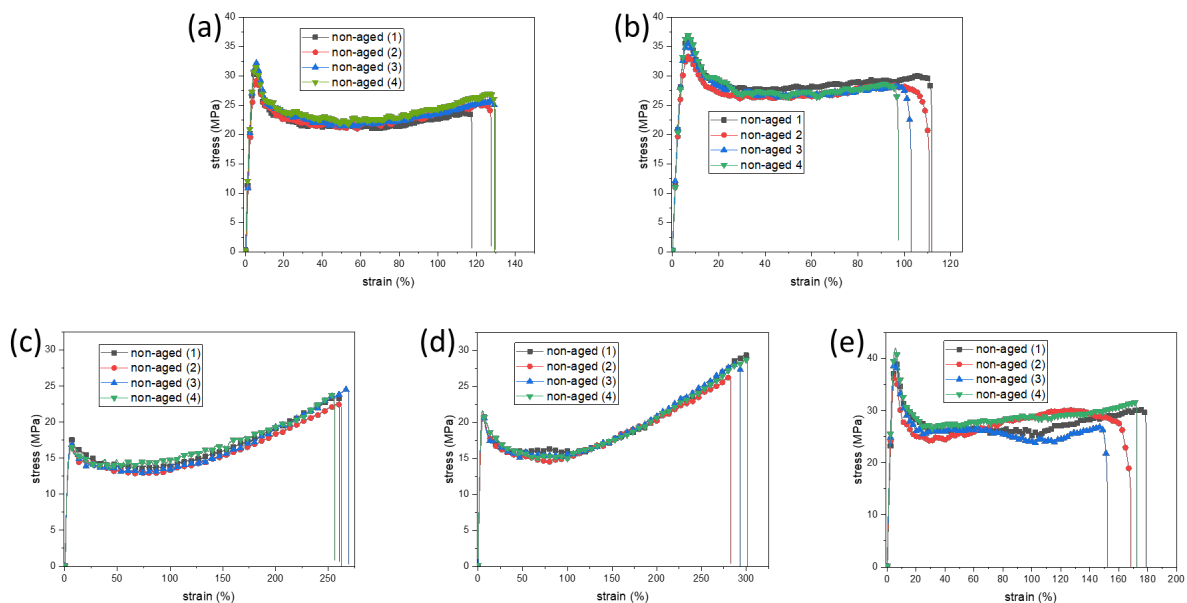 (a)
non-aged (1)
non-aged (2)
non-aged (3)
non-aged (4)
stress (MPa)
40
35
30
25
20
15
10
5
0
0 20 40 60 80 100 120 140
strain (%)
(b)
non-aged 1
non-aged 2
non-aged 3
non-aged 4
stress (MPa)
40
35
30
25
20
15
10
5
0
0 20 40 60 80 100 120
strain (%)
(c)
non-aged (1)
non-aged (2)
non-aged (3)
non-aged (4)
stress (MPa)
30
25
20
15
10
5
0
0 50 100 150 200 250
strain (%)
(d)
non-aged (1)
non-aged (2)
non-aged (3)
non-aged (4)
stress (MPa)
30
25
20
15
10
5
0
0 50 100 150 200 250 300
strain (%)
(e)
non-aged (1)
non-aged (2)
non-aged (3)
non-aged (4)
stress (MPa)
40
30
20
10
0
0 20 40 60 80 100 120 140 160 180 200
strain (%)